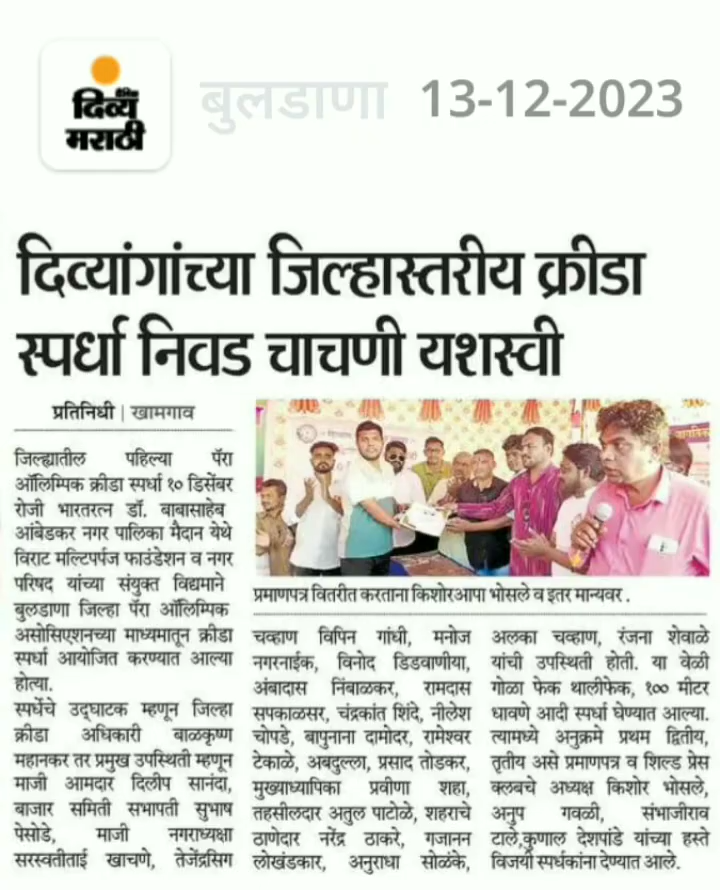 दिव्य
मराठी
बुलडाणा 13-12-2023
दिव्यांगांच्या जिल्हास्तरीय क्रीडा
स्पर्धा निवड चाचणी यशस्वी
प्रतिनिधी | खामगाव
जिल्ह्यातील पहिल्या पॅरा
ऑलिम्पिक क्रीडा स्पर्धा १० डिसेंबर
रोजी भारतरत्न डॉ. बाबासाहेब
आंबेडकर नगर पालिका मैदान येथे
विराट मल्टिपर्पज फाउंडेशन व नगर
परिषद यांच्या संयुक्त विद्यमाने
बुलडाणा जिल्हा पॅरा ऑलिम्पिक
असोसिएशनच्या माध्यमातून क्रीडा
स्पर्धा आयोजित करण्यात आल्या
होत्या.
स्पर्धेचे उद्घाटक म्हणून जिल्हा
क्रीडा अधिकारी बाळकृष्ण
महानकर तर प्रमुख उपस्थिती म्हणून
माजी आमदार दिलीप सानंदा,
बाजार समिती सभापती सुभाष
पेसोडे, माजी नगराध्यक्षा
सरस्वतीताई खाचणे, तेजेंद्रसिग
प्रमाणपत्र वितरीत करताना किशोरआपा भोसले व इतर मान्यवर .
चव्हाण विपिन गांधी, मनोज
नगरनाईक, विनोद डिडवाणीया,
अंबादास निंबाळकर, रामदास
सपकाळसर, चंद्रकांत शिंदे, नीलेश
चोपडे, बापुनाना दामोदर, रामेश्वर
टेकाळे, अबदुल्ला, प्रसाद तोडकर,
मुख्याध्यापिका प्रवीणा शहा,
तहसीलदार अतुल पाटोळे, शहराचे
ठाणेदार नरेंद्र ठाकरे, गजानन
लोखंडकार, अनुराधा सोळंके,
अलका चव्हाण, रंजना शेवाळे
यांची उपस्थिती होती. या वेळी
गोळा फेक थालीफेक, १०० मीटर
धावणे आदी स्पर्धा घेण्यात आल्या.
त्यामध्ये अनुक्रमे प्रथम द्वितीय,
तृतीय असे प्रमाणपत्र व शिल्ड प्रेस
क्लबचे अध्यक्ष किशोर भोसले,
अनुप गवळी, संभाजीराव
टाले,कुणाल देशपांडे यांच्या हस्ते
विजयी स्पर्धकांना देण्यात आले.